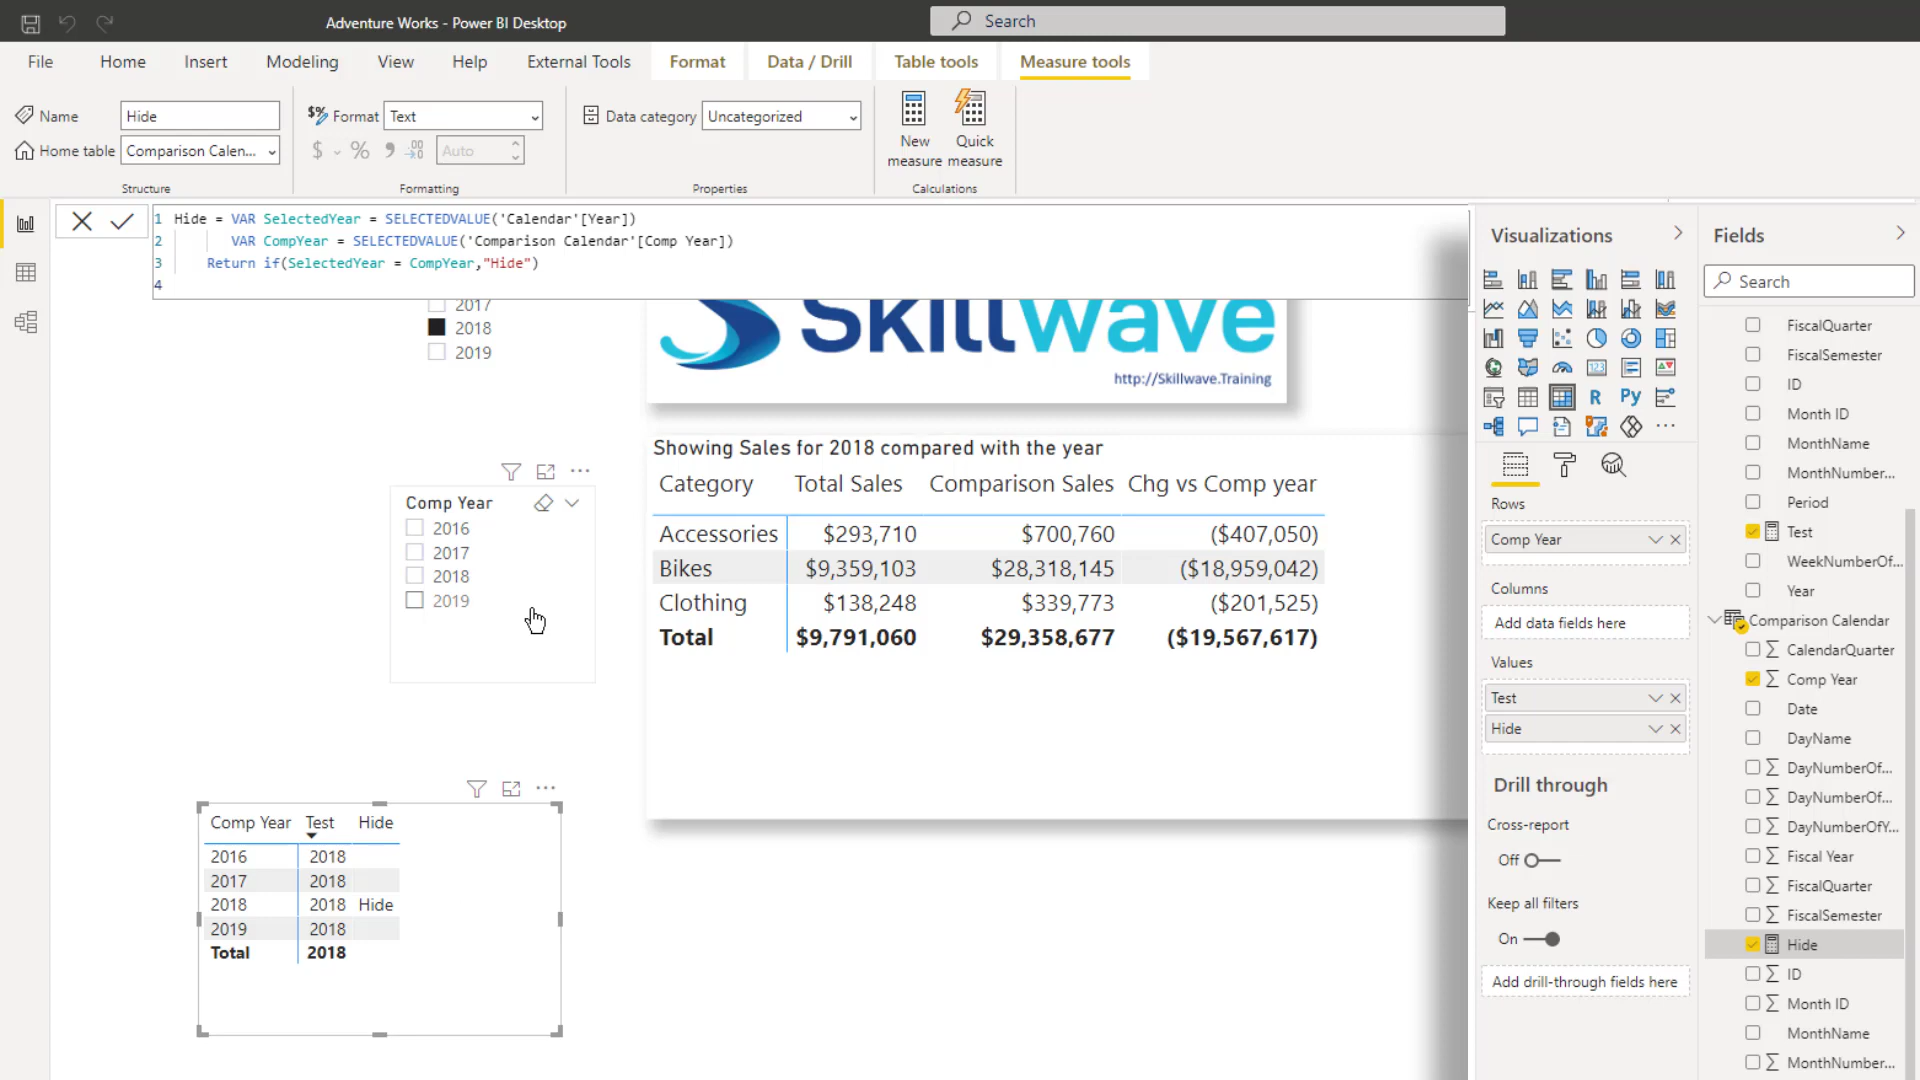 Adventure Works - Power BI Desktop
Search
File Home Insert Modeling View Help External Tools Format Data / Drill Table tools Measure tools
Name Hide
Home table Comparison Calen...
Structure
$% Format Text
$ % 9 .00 Auto
Formatting
Data category Uncategorized
Properties
New measure
Quick measure
Calculations
1 Hide = VAR SelectedYear = SELECTEDVALUE('Calendar'[Year])
2 VAR CompYear = SELECTEDVALUE('Comparison Calendar'[Comp Year])
3 Return if(SelectedYear = CompYear,"Hide")
4
2017
2018
2019
Skillwave
http://Skillwave.Training
Comp Year
2016
2017
2018
2019
Showing Sales for 2018 compared with the year
Category Total Sales Comparison Sales Chg vs Comp year
Accessories $293,710 $700,760 ($407,050)
Bikes $9,359,103 $28,318,145 ($18,959,042)
Clothing $138,248 $339,773 ($201,525)
Total $9,791,060 $29,358,677 ($19,567,617)
Comp Year Test Hide
2016 2018
2017 2018
2018 2018 Hide
2019 2018
Total 2018
Visualizations
123
R
Py
Rows
Comp Year
Columns
Add data fields here
Values
Test
Hide
Drill through
Cross-report
Off
Keep all filters
On
Add drill-through fields here
Fields
Search
FiscalQuarter
FiscalSemester
ID
Month ID
MonthName
MonthNumber...
Period
Test
WeekNumberOf...
Year
Comparison Calendar
CalendarQuarter
Comp Year
Date
DayName
DayNumberOf...
DayNumberOf...
DayNumberOfY...
Fiscal Year
FiscalQuarter
FiscalSemester
Hide
ID
Month ID
MonthName
MonthNumber...